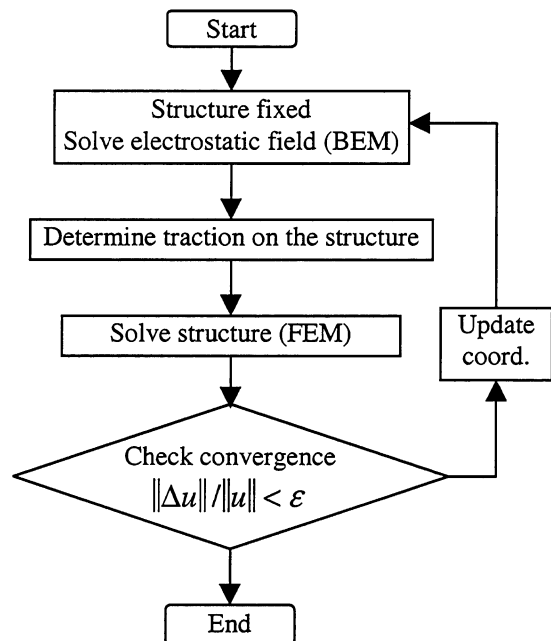 Start
Structure fixed
Solve electrostatic field (BEM)
Determine traction on the structure
Solve structure (FEM)
Update
coord.
Check convergence
‖Δu‖/‖u‖ < ε
End